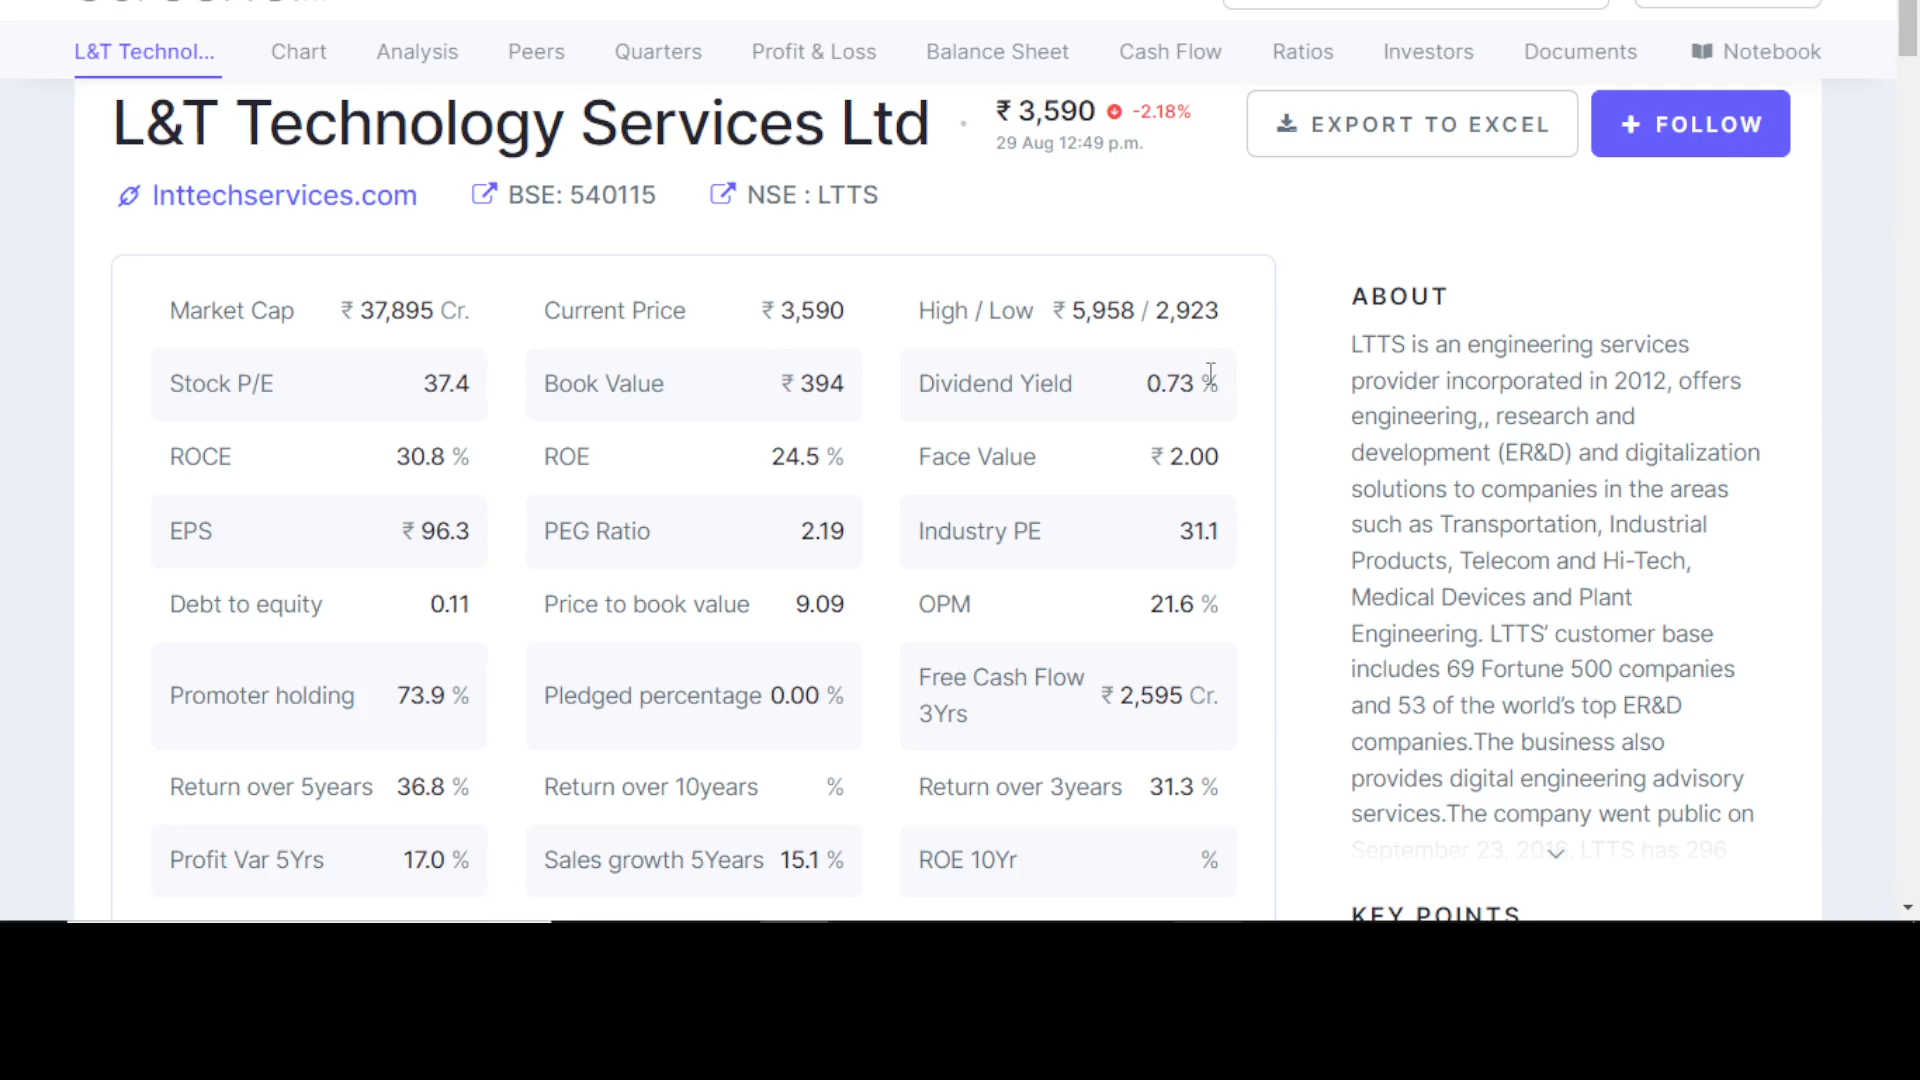 L&T Technol... Chart Analysis Peers Quarters Profit & Loss Balance Sheet Cash Flow Ratios Investors Documents Notebook
L&T Technology Services Ltd ₹ 3,590 -2.18%
29 Aug 12:49 p.m.
EXPORT TO EXCEL + FOLLOW
lnttechservices.com BSE: 540115 NSE : LTTS
Market Cap ₹ 37,895 Cr. Current Price ₹ 3,590 High / Low ₹ 5,958 / 2,923
Stock P/E 37.4 Book Value ₹ 394 Dividend Yield 0.73 %
ROCE 30.8 % ROE 24.5 % Face Value ₹ 2.00
EPS ₹ 96.3 PEG Ratio 2.19 Industry PE 31.1
Debt to equity 0.11 Price to book value 9.09 OPM 21.6 %
Promoter holding 73.9 % Pledged percentage 0.00 % Free Cash Flow 3Yrs ₹ 2,595 Cr.
Return over 5years 36.8 % Return over 10years % Return over 3years 31.3 %
Profit Var 5Yrs 17.0 % Sales growth 5Years 15.1 % ROE 10Yr %
ABOUT
LTTS is an engineering services
provider incorporated in 2012, offers
engineering,, research and
development (ER&D) and digitalization
solutions to companies in the areas
such as Transportation, Industrial
Products, Telecom and Hi-Tech,
Medical Devices and Plant
Engineering. LTTS’ customer base
includes 69 Fortune 500 companies
and 53 of the world’s top ER&D
companies.The business also
provides digital engineering advisory
services.The company went public on
September 23, 2016. LTTS has 296
KEY POINTS